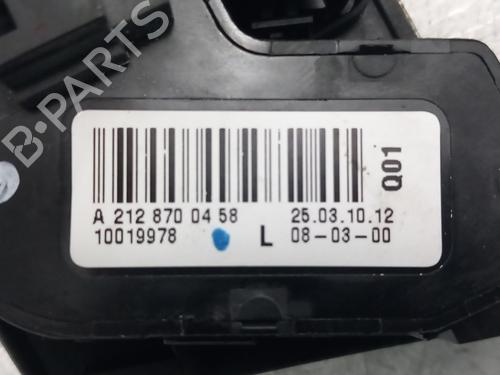 B-PARTS
A 212 870 04 58 25.03.10.12
10019978 L 08-03-00
Q01